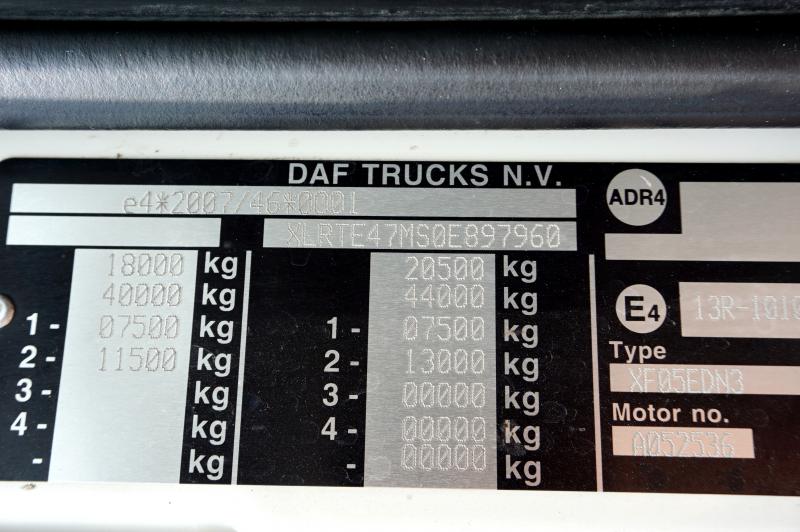 DAF TRUCKS N.V.
e4*2007/46*0001
XLRTE47MS0E897960
18000 kg
40000 kg
1 - 07500 kg
2 - 11500 kg
3 - kg
4 - kg
- kg
20500 kg
44000 kg
1 - 07500 kg
2 - 13000 kg
3 - 00000 kg
4 - 00000 kg
- 00000 kg
ADR4
E4 13R-1010
Type
XF05EDN3
Motor no.
A052536